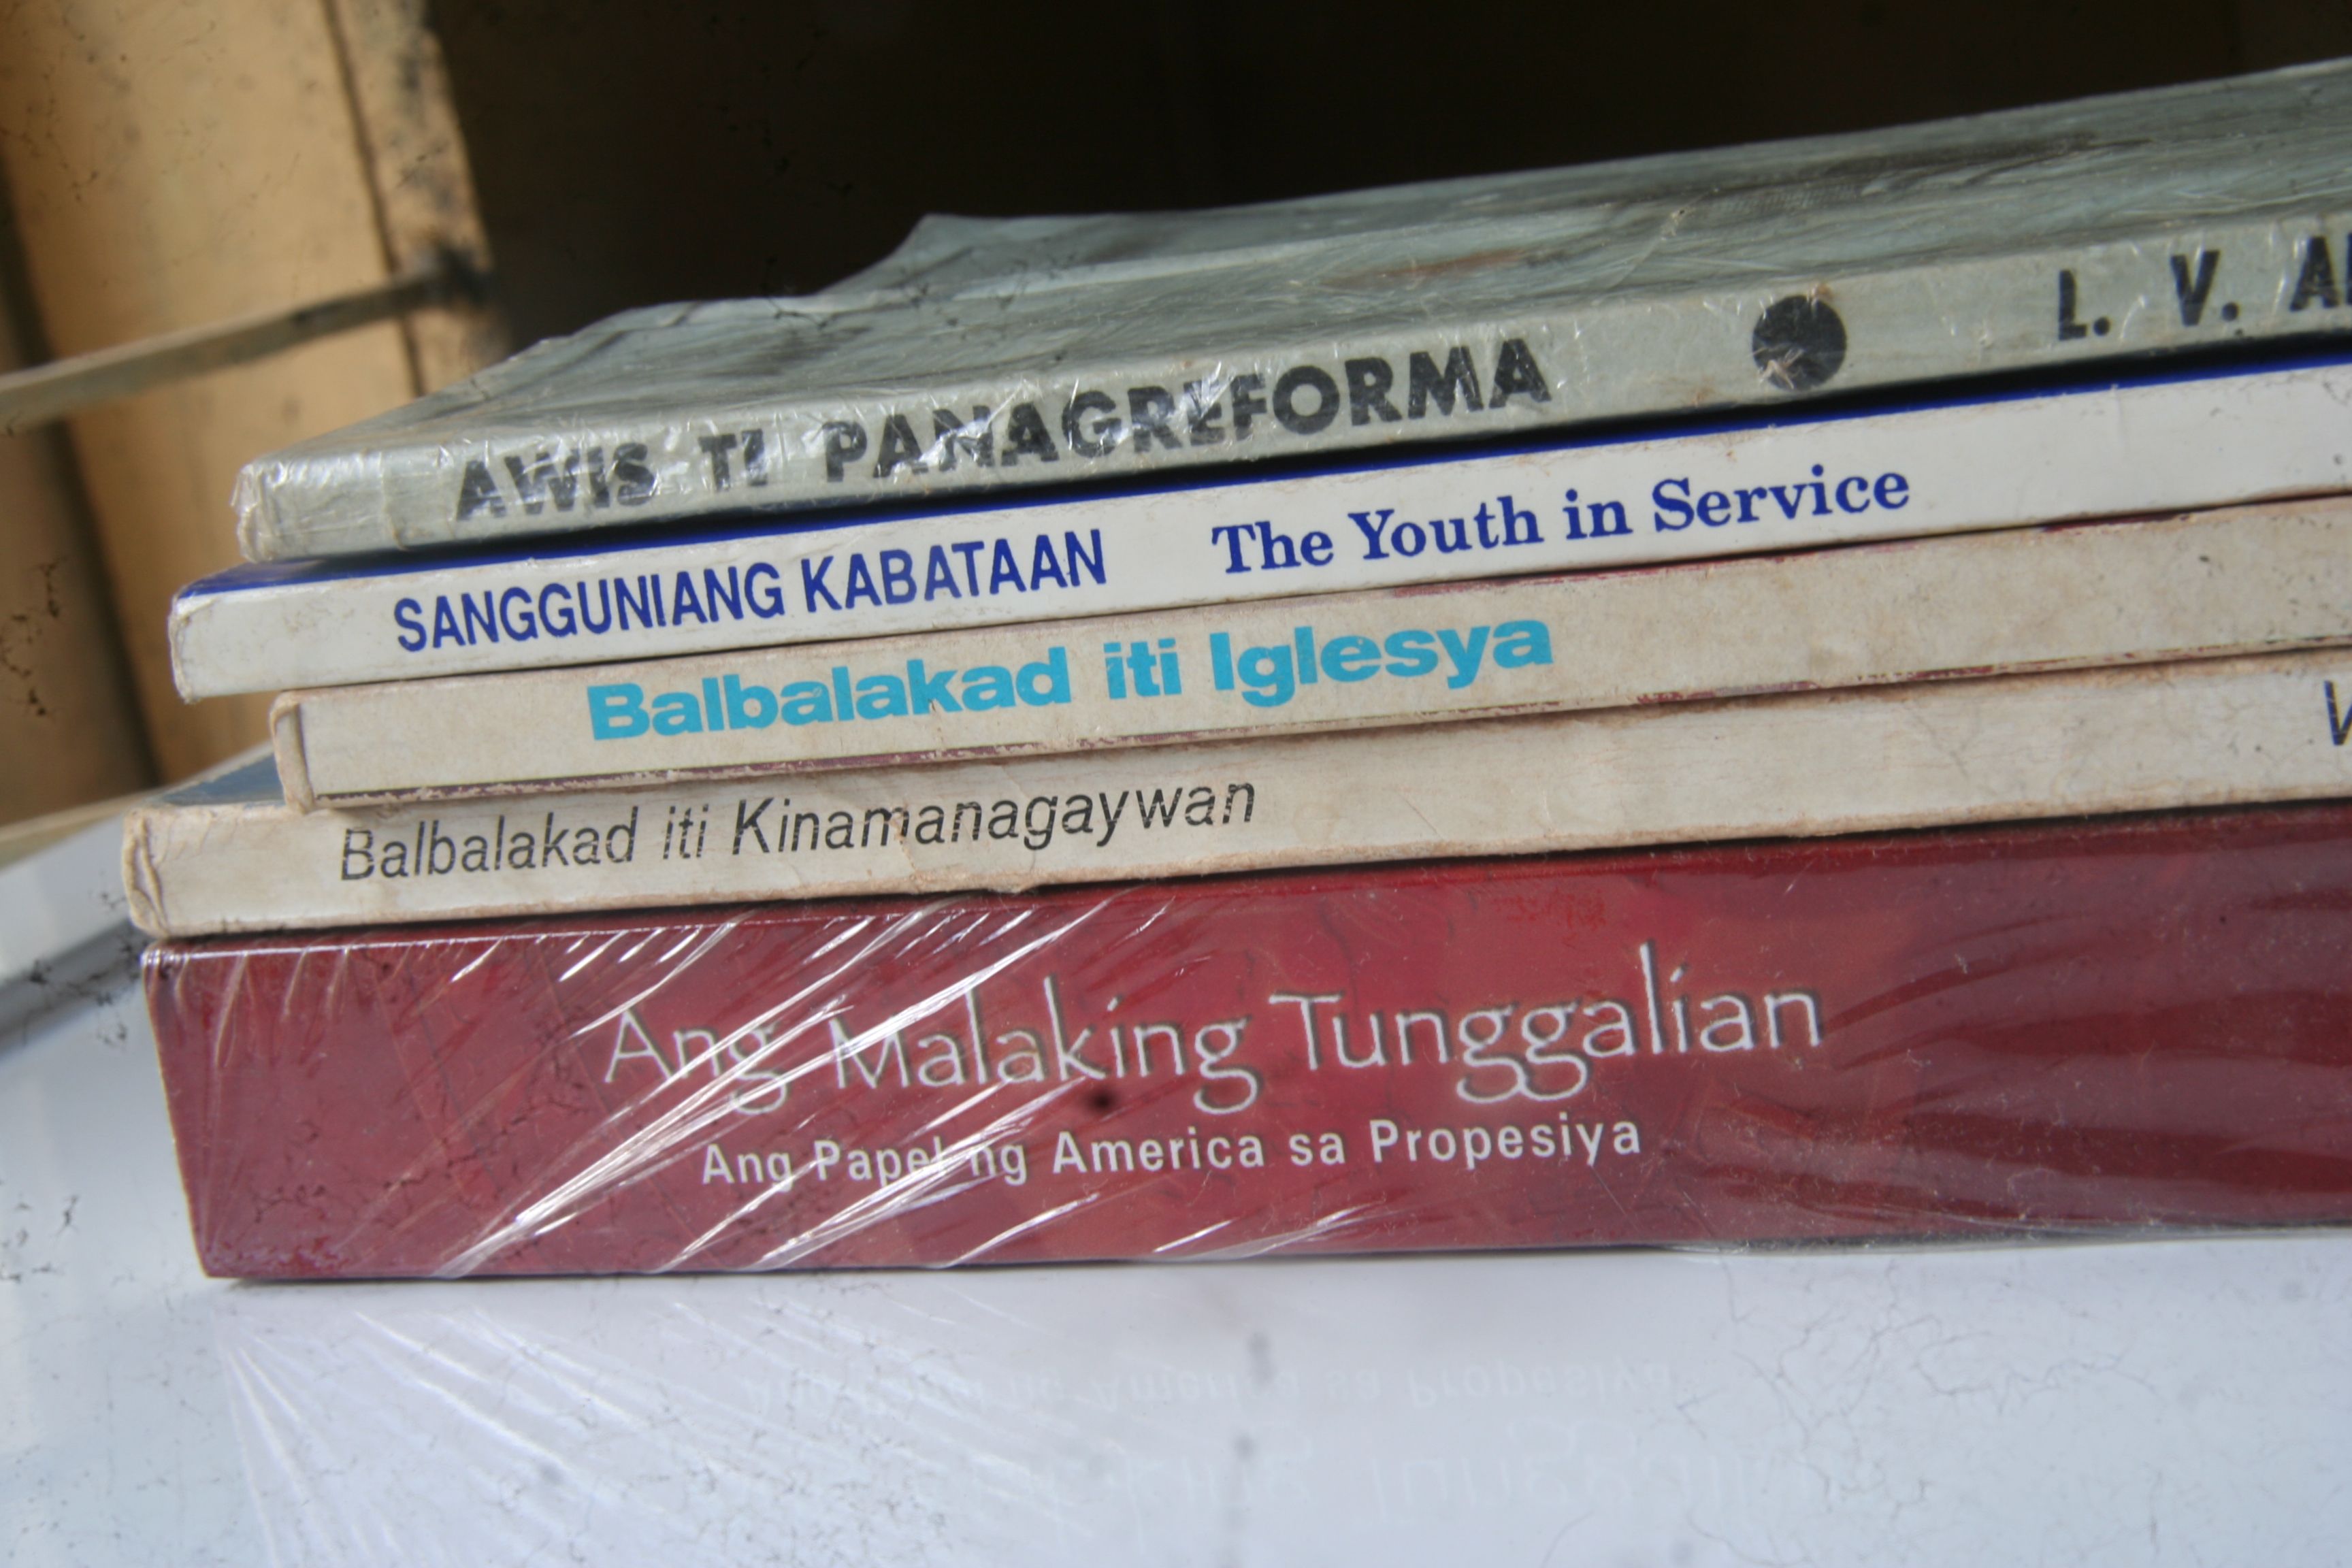 AWIS TI PANAGREFORMA ● L. V.
SANGGUNIANG KABATAAN The Youth in Service
Balbalakad iti Iglesya
Balbalakad iti Kinamanagaywan
Ang Malaking Tunggalian
Ang Papel ng America sa Propesiya